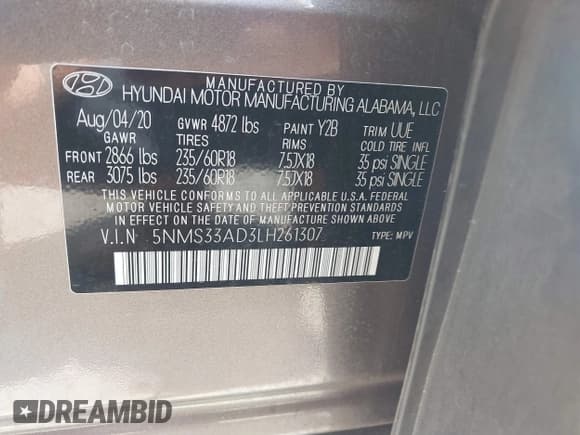 MANUFACTURED BY
HYUNDAI MOTOR MANUFACTURING ALABAMA, LLC
Aug/04/20 GVWR 4872 lbs PAINT Y2B TRIM UUE
GAWR TIRES RIMS COLD TIRE INFL
FRONT 2866 lbs 235/60R18 7.5JX18 35 psi SINGLE
REAR 3075 lbs 235/60R18 7.5JX18 35 psi SINGLE
THIS VEHICLE CONFORMS TO ALL APPLICABLE U.S.A. FEDERAL
MOTOR VEHICLE SAFETY AND THEFT PREVENTION STANDARDS
IN EFFECT ON THE DATE OF MANUFACTURE SHOWN ABOVE.
V.I.N 5NMS33AD3LH261307 TYPE: MPV
DREAMBID